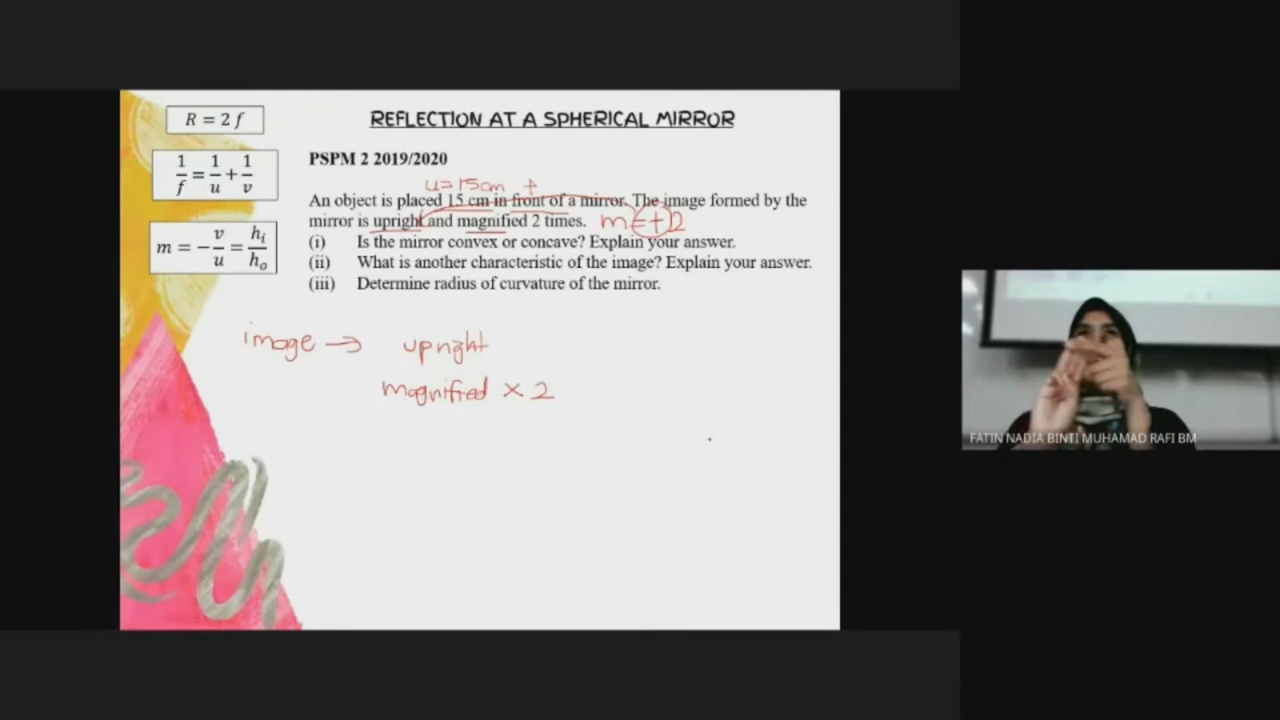 R = 2f
1/f = 1/u + 1/v
m = -v/u = hᵢ/hₒ
REFLECTION AT A SPHERICAL MIRROR
PSPM 2 2019/2020
u=15cm +
An object is placed 15 cm in front of a mirror. The image formed by the
mirror is upright and magnified 2 times. m=+2
(i) Is the mirror convex or concave? Explain your answer.
(ii) What is another characteristic of the image? Explain your answer.
(iii) Determine radius of curvature of the mirror.
image → upright
magnified × 2
FATIN NADIA BINTI MUHAMAD RAFI BM